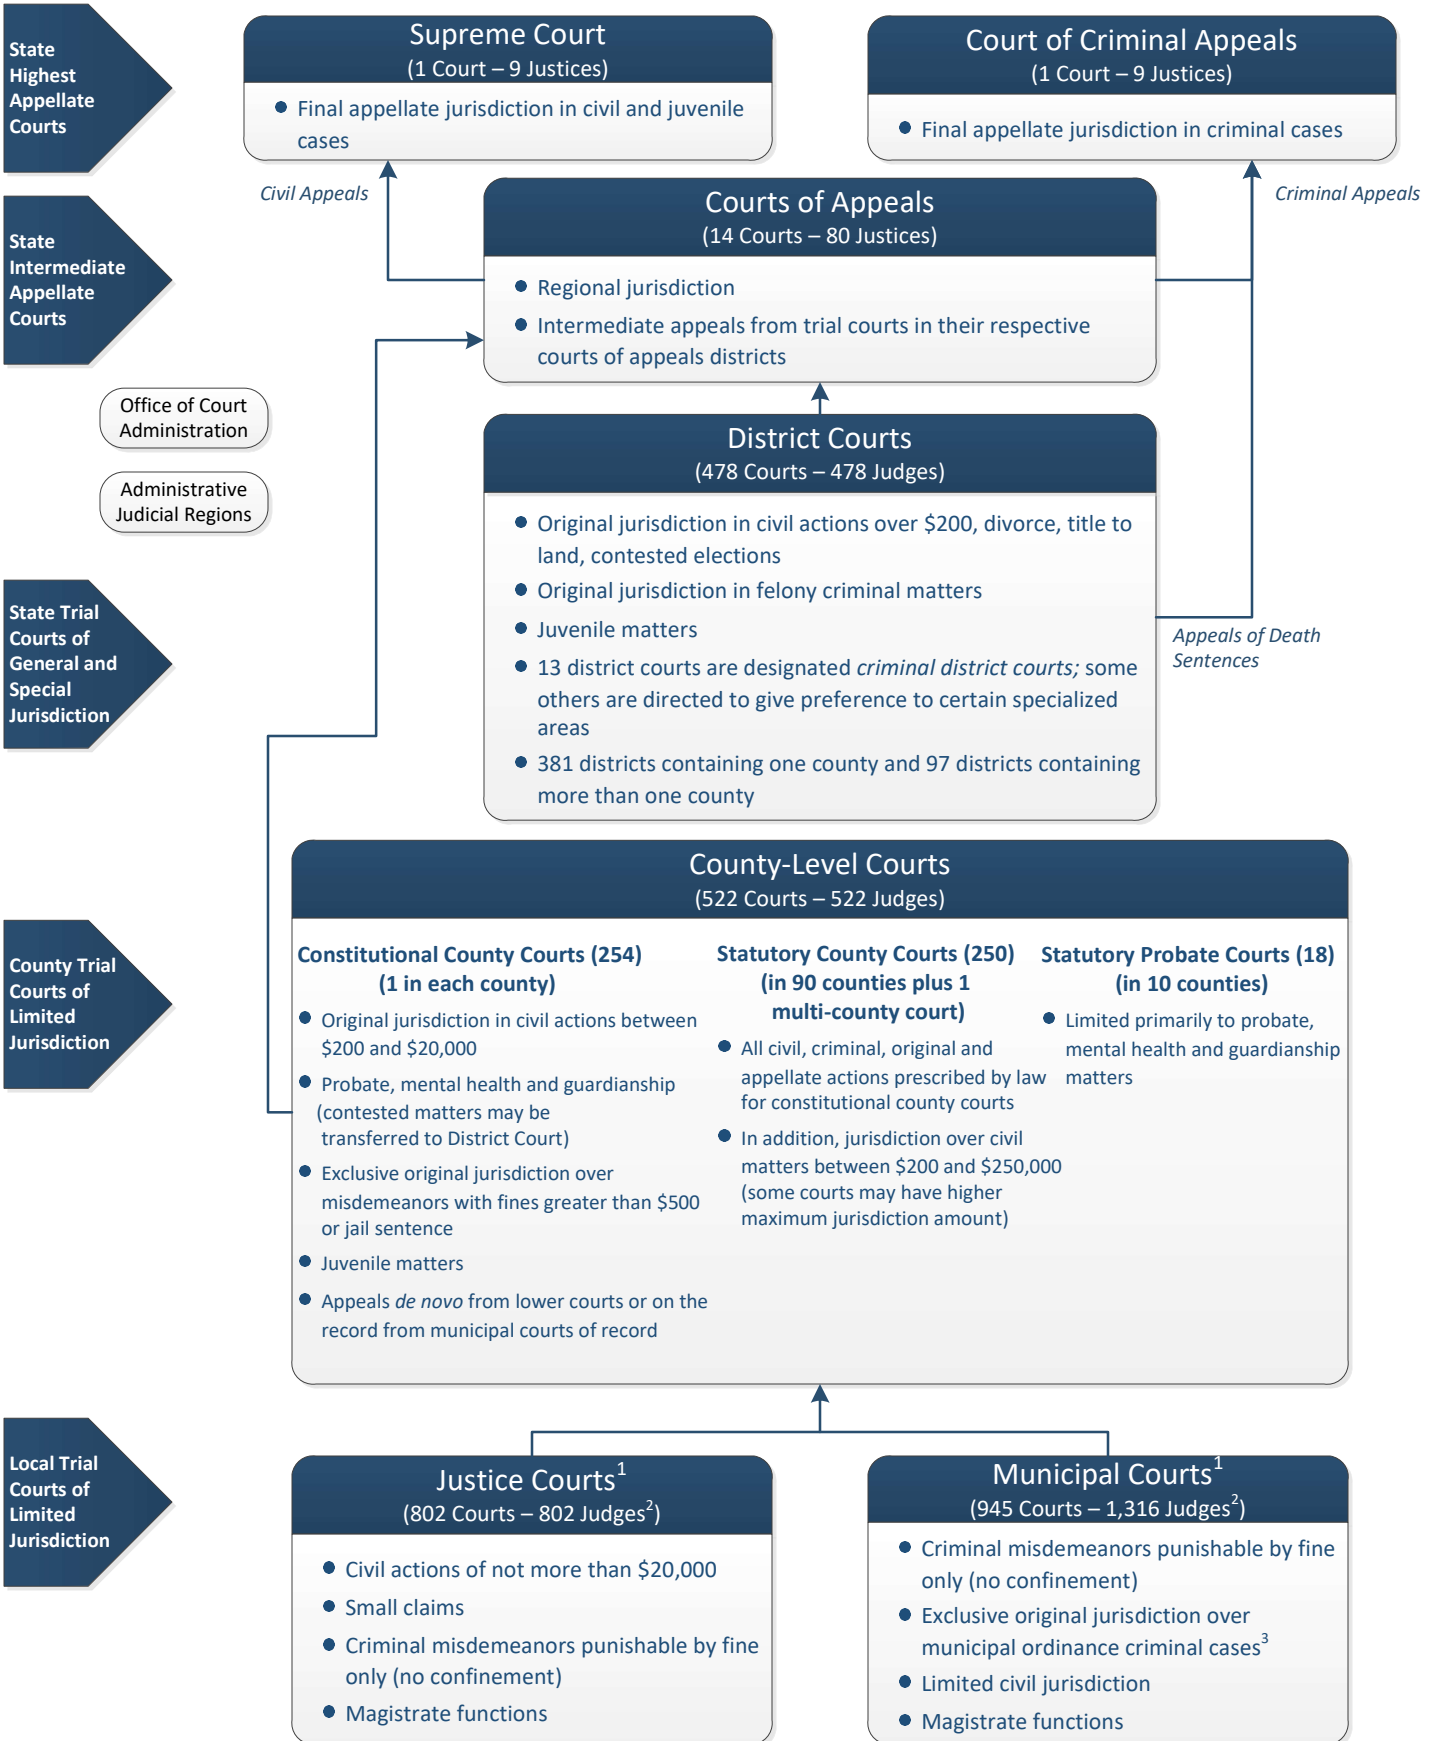 State
Highest
Appellate
Courts
Supreme Court
(1 Court – 9 Justices)
Final appellate jurisdiction in civil and juvenile
cases
Court of Criminal Appeals
(1 Court – 9 Justices)
Final appellate jurisdiction in criminal cases
Civil Appeals
Criminal Appeals
State
Intermediate
Appellate
Courts
Courts of Appeals
(14 Courts – 80 Justices)
Regional jurisdiction
Intermediate appeals from trial courts in their respective
courts of appeals districts
Office of Court
Administration
Administrative
Judicial Regions
State Trial
Courts of
General and
Special
Jurisdiction
District Courts
(478 Courts – 478 Judges)
Original jurisdiction in civil actions over $200, divorce, title to
land, contested elections
Original jurisdiction in felony criminal matters
Juvenile matters
13 district courts are designated criminal district courts; some
others are directed to give preference to certain specialized
areas
381 districts containing one county and 97 districts containing
more than one county
Appeals of Death
Sentences
County Trial
Courts of
Limited
Jurisdiction
County-Level Courts
(522 Courts – 522 Judges)
Constitutional County Courts (254)
(1 in each county)
Original jurisdiction in civil actions between
$200 and $20,000
Probate, mental health and guardianship
(contested matters may be
transferred to District Court)
Exclusive original jurisdiction over
misdemeanors with fines greater than $500
or jail sentence
Juvenile matters
Appeals de novo from lower courts or on the
record from municipal courts of record
Statutory County Courts (250)
(in 90 counties plus 1
multi-county court)
All civil, criminal, original and
appellate actions prescribed by law
for constitutional county courts
In addition, jurisdiction over civil
matters between $200 and $250,000
(some courts may have higher
maximum jurisdiction amount)
Statutory Probate Courts (18)
(in 10 counties)
Limited primarily to probate,
mental health and guardianship
matters
Local Trial
Courts of
Limited
Jurisdiction
Justice Courts1
(802 Courts – 802 Judges2)
Civil actions of not more than $20,000
Small claims
Criminal misdemeanors punishable by fine
only (no confinement)
Magistrate functions
Municipal Courts1
(945 Courts – 1,316 Judges2)
Criminal misdemeanors punishable by fine
only (no confinement)
Exclusive original jurisdiction over
municipal ordinance criminal cases3
Limited civil jurisdiction
Magistrate functions